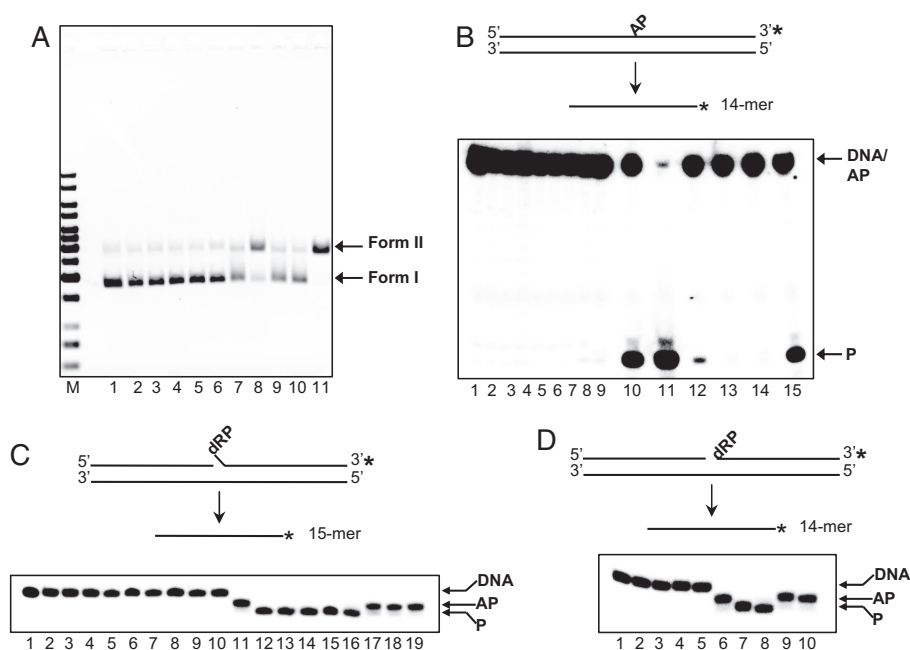 A
Form II
Form I
M 1 2 3 4 5 6 7 8 9 10 11
B
5' AP 3'*
3' 5'
* 14-mer
DNA/
AP
P
1 2 3 4 5 6 7 8 9 10 11 12 13 14 15
C
dRP
5' 3'*
3' 5'
* 15-mer
DNA
AP
P
1 2 3 4 5 6 7 8 9 10 11 12 13 14 15 16 17 18 19
D
dRP
5' 3'*
3' 5'
* 14-mer
DNA
AP
P
1 2 3 4 5 6 7 8 9 10